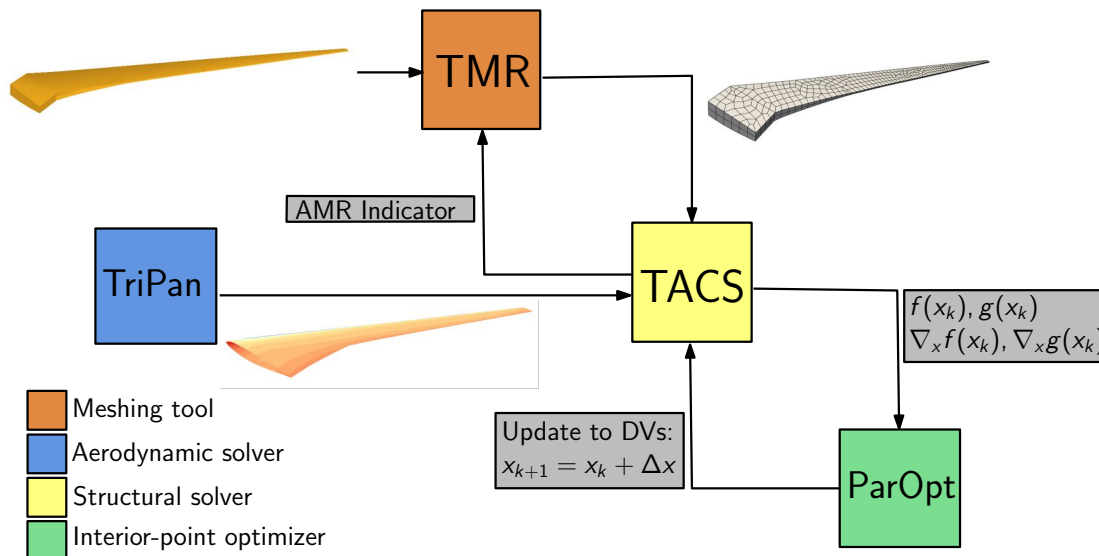 TMR
AMR Indicator
TriPan
TACS
f(x_k), g(x_k)
∇_x f(x_k), ∇_x g(x_k)
Update to DVs:
x_{k+1} = x_k + Δx
ParOpt
Meshing tool
Aerodynamic solver
Structural solver
Interior-point optimizer